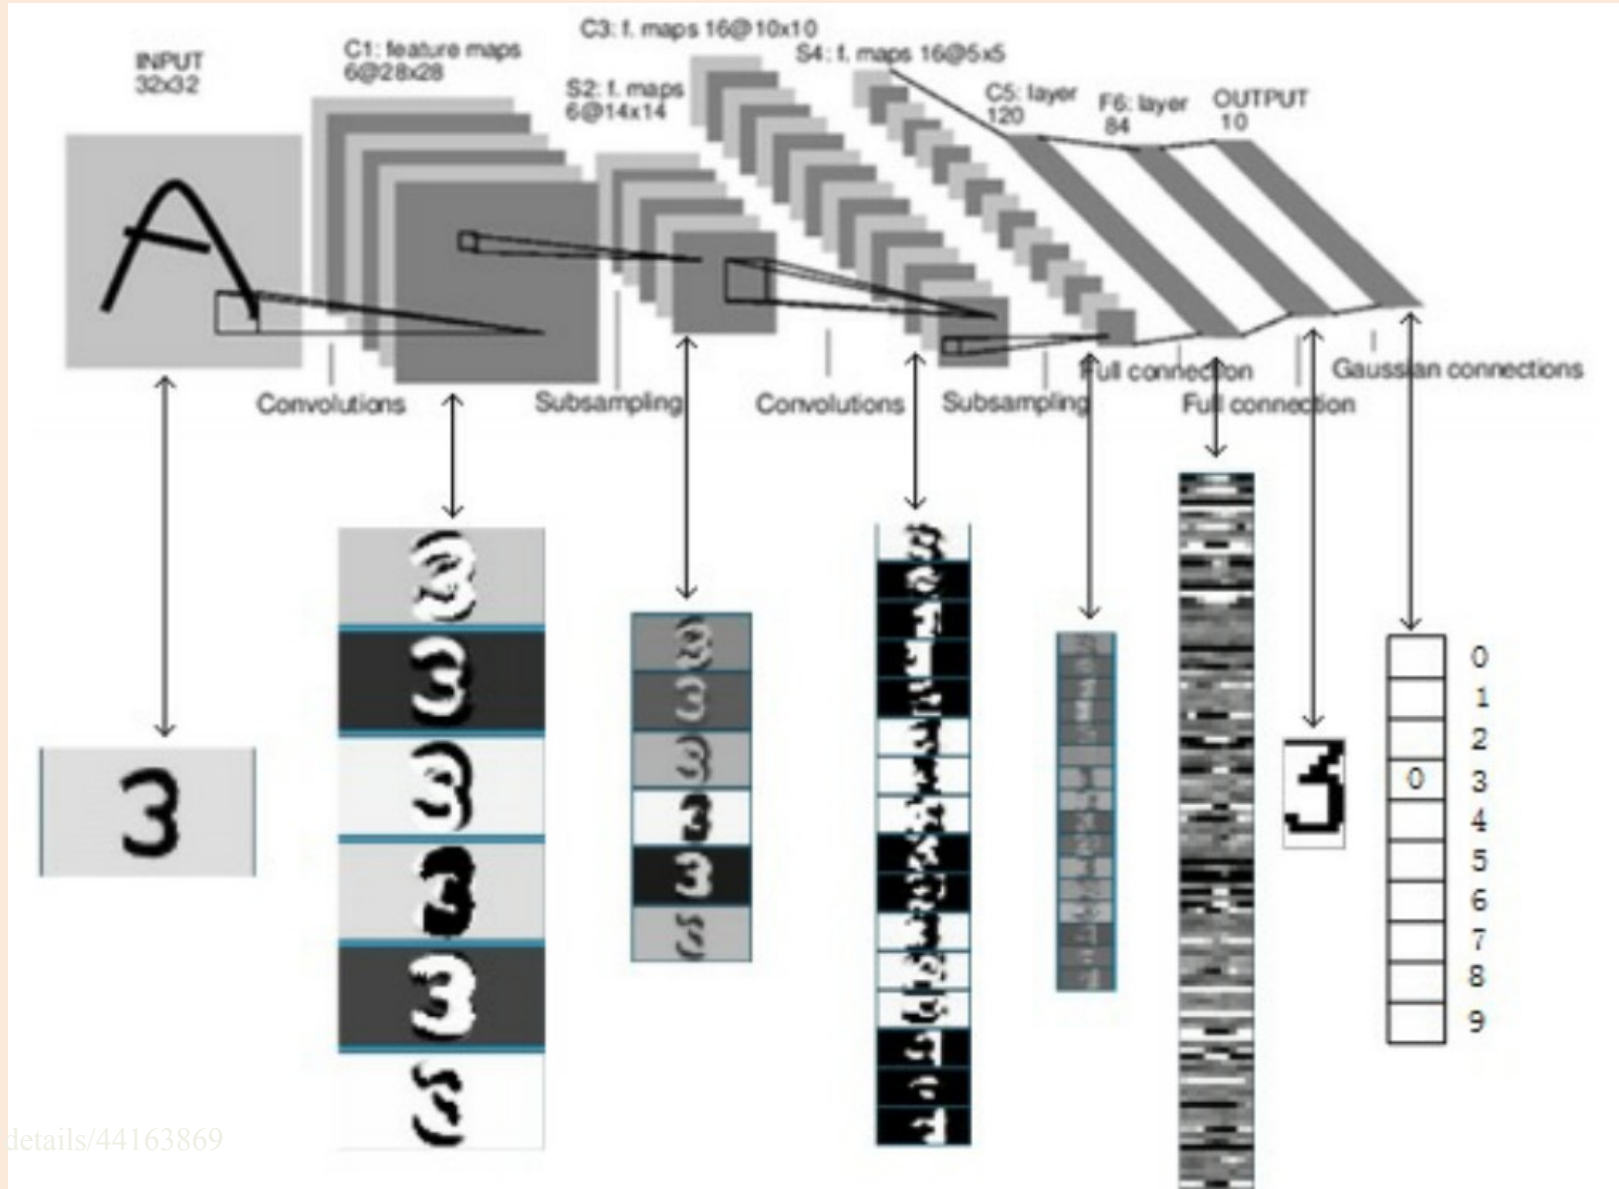 INPUT
32x32
C1: feature maps
6@28x28
S2: f. maps
6@14x14
C3: f. maps 16@10x10
S4: f. maps 16@5x5
C5: layer
120
F6: layer
84
OUTPUT
10
A
Convolutions
Subsampling
Convolutions
Subsampling
Full connection
Full connection
Gaussian connections
3
3
0
0
1
2
3
4
5
6
7
8
9
details/44163869